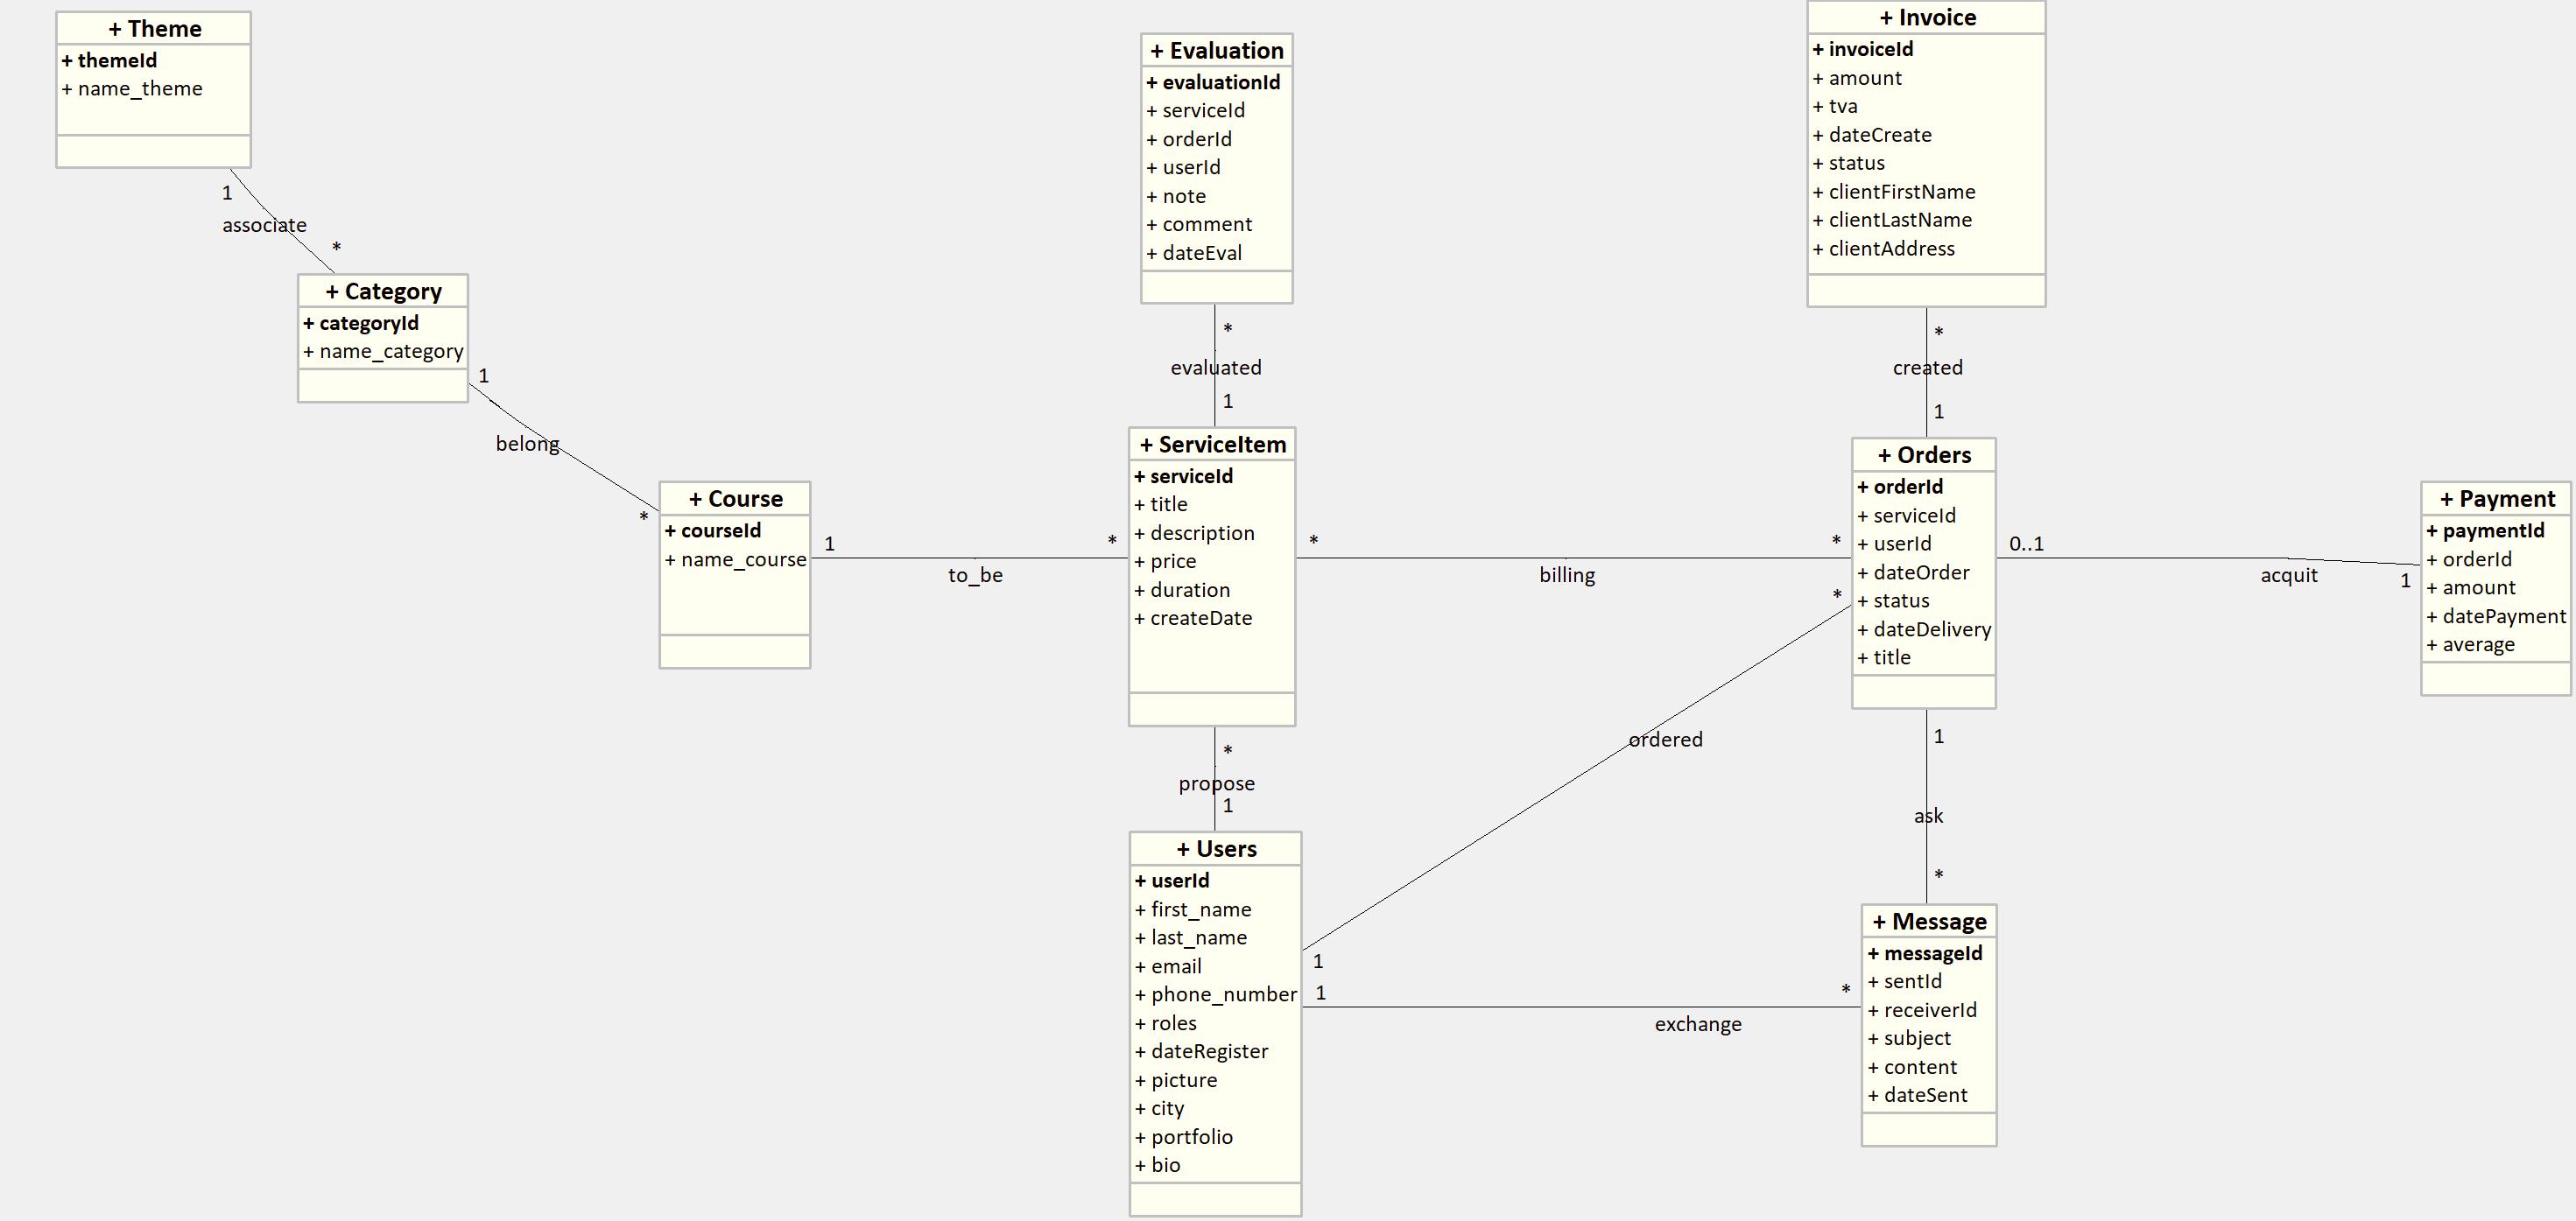 + Theme
+ themeId
+ name_theme
1
associate
*
+ Category
+ categoryId
+ name_category
1
belong
*
+ Course
+ courseId
+ name_course
1
to_be
*
+ Evaluation
+ evaluationId
+ serviceId
+ orderId
+ userId
+ note
+ comment
+ dateEval
*
evaluated
1
+ ServiceItem
+ serviceId
+ title
+ description
+ price
+ duration
+ createDate
*
billing
*
*
propose
1
+ Users
+ userId
+ first_name
+ last_name
+ email
+ phone_number
+ roles
+ dateRegister
+ picture
+ city
+ portfolio
+ bio
1
ordered
*
1
exchange
*
+ Invoice
+ invoiceId
+ amount
+ tva
+ dateCreate
+ status
+ clientFirstName
+ clientLastName
+ clientAddress
*
created
1
+ Orders
+ orderId
+ serviceId
+ userId
+ dateOrder
+ status
+ dateDelivery
+ title
0..1
acquit
1
1
ask
*
+ Message
+ messageId
+ sentId
+ receiverId
+ subject
+ content
+ dateSent
+ Payment
+ paymentId
+ orderId
+ amount
+ datePayment
+ average